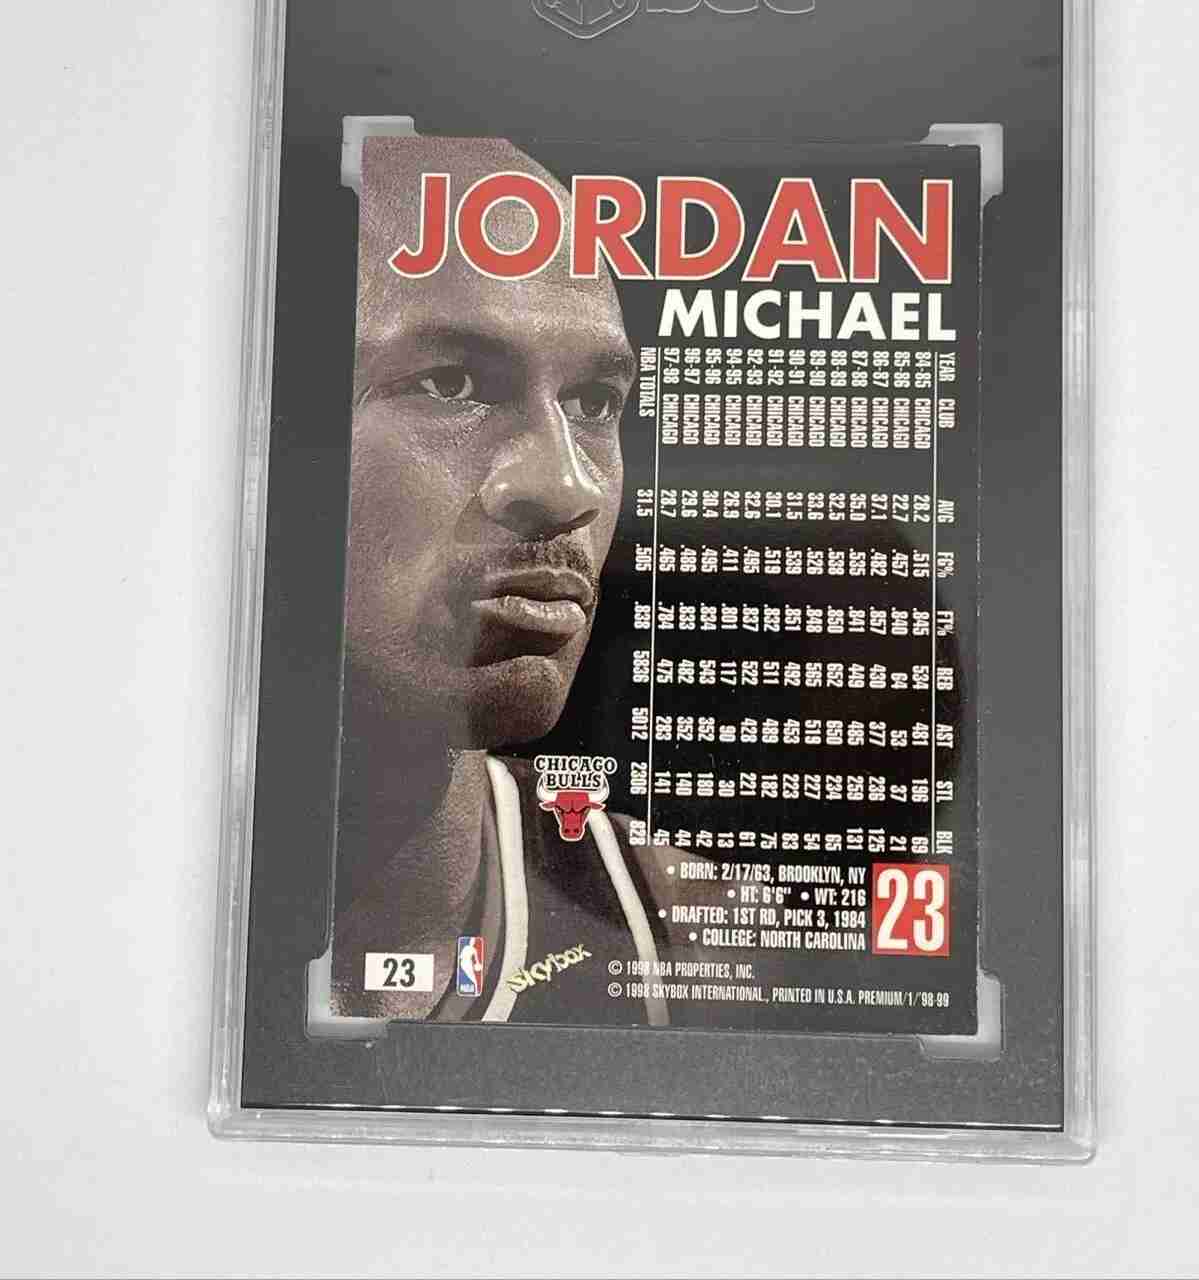 SGC
JORDAN
MICHAEL
YEAR CLUB AVG FG% FT% REB AST STL BLK
84-85 CHICAGO 28.2 .515 .845 534 481 196 69
85-86 CHICAGO 22.7 .457 .840 64 53 37 21
86-87 CHICAGO 37.1 .482 .857 430 377 236 125
87-88 CHICAGO 35.0 .535 .841 449 485 259 131
88-89 CHICAGO 32.5 .538 .850 652 650 234 65
89-90 CHICAGO 33.6 .526 .848 565 519 227 54
90-91 CHICAGO 31.5 .539 .851 492 453 223 83
91-92 CHICAGO 30.1 .519 .832 511 489 182 75
92-93 CHICAGO 32.6 .495 .837 522 428 221 61
94-95 CHICAGO 26.9 .411 .801 117 90 30 13
95-96 CHICAGO 30.4 .495 .834 543 352 180 42
96-97 CHICAGO 29.6 .486 .833 482 352 140 44
97-98 CHICAGO 28.7 .465 .784 475 283 141 45
NBA TOTALS 31.5 .505 .838 5836 5012 2306 828
CHICAGO
BULLS
• BORN: 2/17/63, BROOKLYN, NY
• HT: 6'6" • WT: 216
• DRAFTED: 1ST RD, PICK 3, 1984
• COLLEGE: NORTH CAROLINA
23
23
NBA
Skybox
© 1998 NBA PROPERTIES, INC.
© 1998 SKYBOX INTERNATIONAL., PRINTED IN U.S.A. PREMIUM/1/'98-99